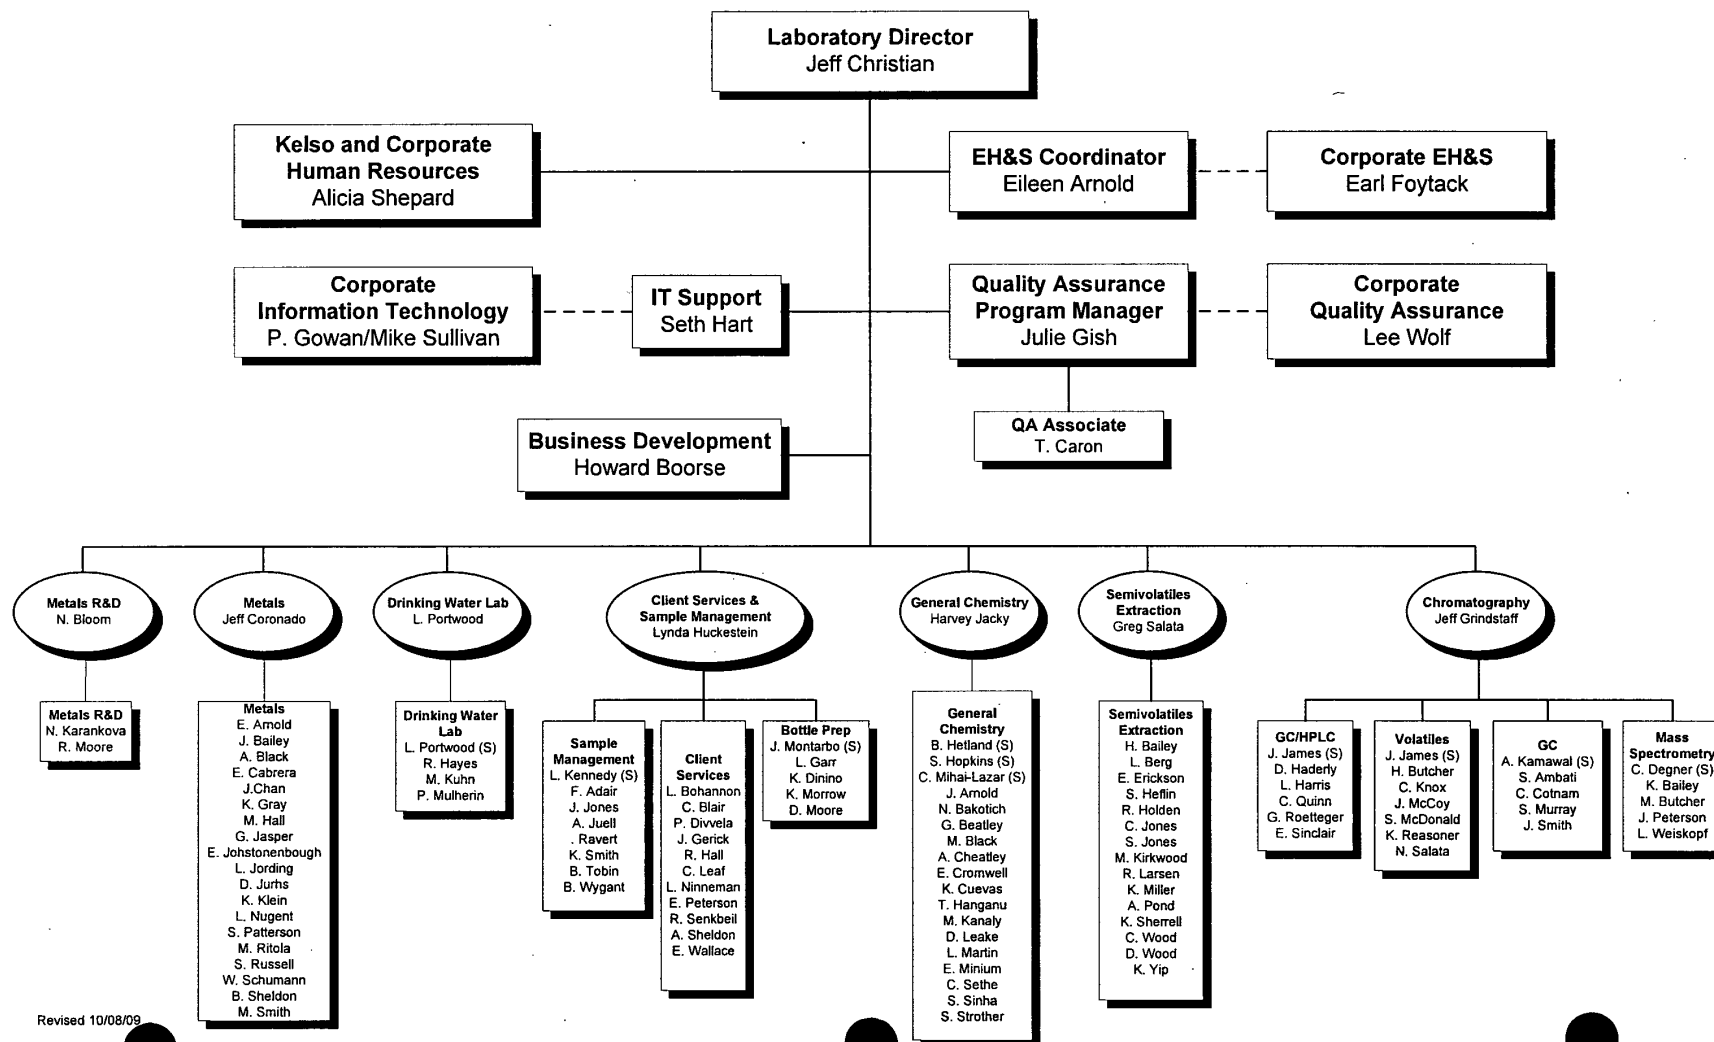 Laboratory Director
Jeff Christian
Kelso and Corporate
Human Resources
Alicia Shepard
EH&S Coordinator
Eileen Arnold
Corporate EH&S
Earl Foytack
Corporate
Information Technology
P. Gowan/Mike Sullivan
IT Support
Seth Hart
Quality Assurance
Program Manager
Julie Gish
Corporate
Quality Assurance
Lee Wolf
QA Associate
T. Caron
Business Development
Howard Boorse
Metals R&D
N. Bloom
Metals
Jeff Coronado
Drinking Water Lab
L. Portwood
Client Services &
Sample Management
Lynda Huckestein
General Chemistry
Harvey Jacky
Semivolatiles
Extraction
Greg Salata
Chromatography
Jeff Grindstaff
Metals R&D
N. Karankova
R. Moore
Metals
E. Arnold
J. Bailey
A. Black
E. Cabrera
J.Chan
K. Gray
M. Hall
G. Jasper
E. Johstonenbough
L. Jording
D. Jurhs
K. Klein
L. Nugent
S. Patterson
M. Ritola
S. Russell
W. Schumann
B. Sheldon
M. Smith
Drinking Water
Lab
L. Portwood (S)
R. Hayes
M. Kuhn
P. Mulherin
Sample
Management
L. Kennedy (S)
F. Adair
J. Jones
A. Juell
. Ravert
K. Smith
B. Tobin
B. Wygant
Client
Services
L. Bohannon
C. Blair
P. Divvela
J. Gerick
R. Hall
C. Leaf
L. Ninneman
E. Peterson
R. Senkbeil
A. Sheldon
E. Wallace
Bottle Prep
J. Montarbo (S)
L. Garr
K. Dinino
K. Morrow
D. Moore
General
Chemistry
B. Hetland (S)
S. Hopkins (S)
C. Mihai-Lazar (S)
J. Arnold
N. Bakotich
G. Beatley
M. Black
A. Cheatley
E. Cromwell
K. Cuevas
T. Hanganu
M. Kanaly
D. Leake
L. Martin
E. Minium
C. Sethe
S. Sinha
S. Strother
Semivolatiles
Extraction
H. Bailey
L. Berg
E. Erickson
S. Heflin
R. Holden
C. Jones
S. Jones
M. Kirkwood
R. Larsen
K. Miller
A. Pond
K. Sherrell
C. Wood
D. Wood
K. Yip
GC/HPLC
J. James (S)
D. Haderly
L. Harris
C. Quinn
G. Roetteger
E. Sinclair
Volatiles
J. James (S)
H. Butcher
C. Knox
J. McCoy
S. McDonald
K. Reasoner
N. Salata
GC
A. Kamawal (S)
S. Ambati
C. Cotnam
S. Murray
J. Smith
Mass
Spectrometry
C. Degner (S)
K. Bailey
M. Butcher
J. Peterson
L. Weiskopf
Revised 10/08/09